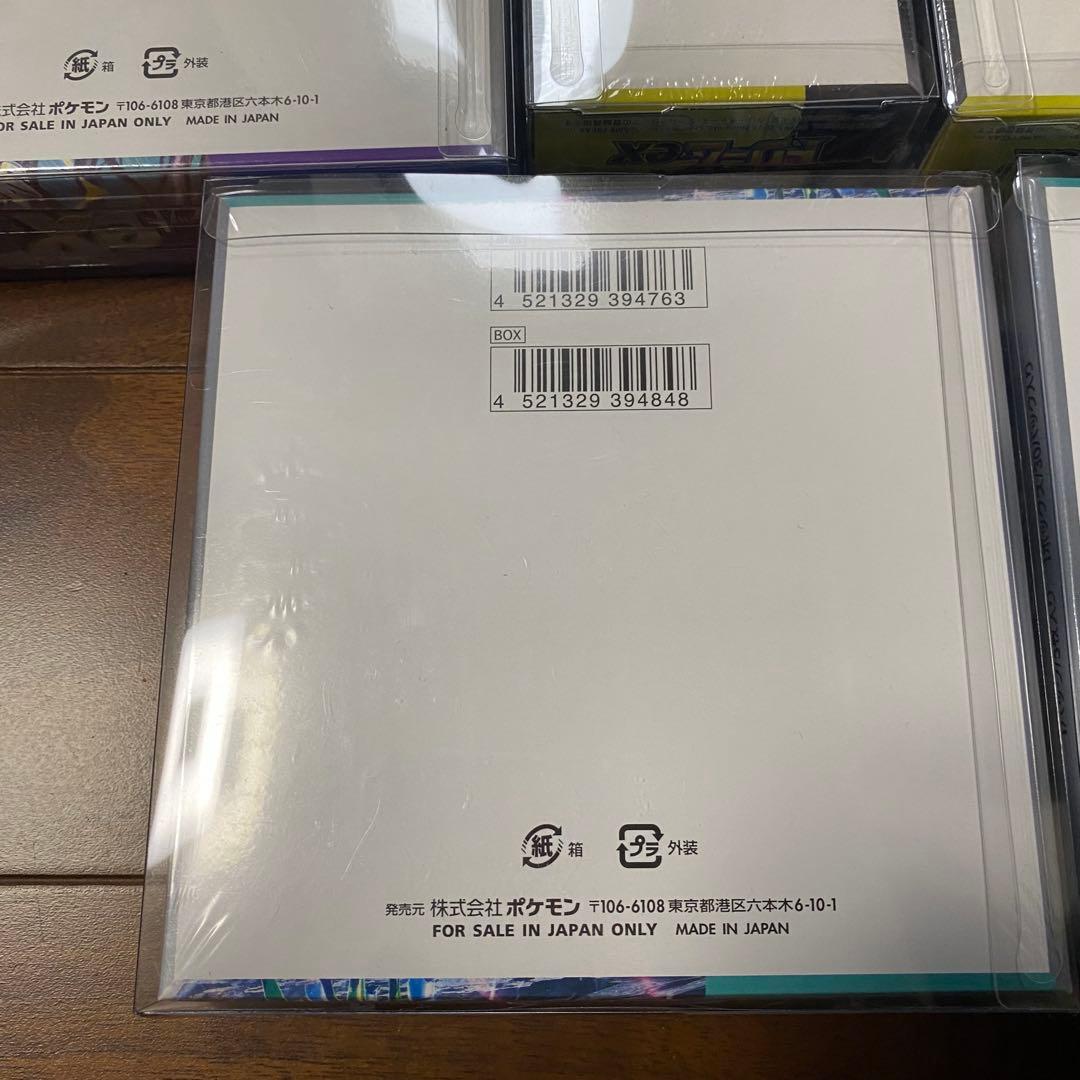 紙 箱 プラ 外装
株式会社 ポケモン 〒106-6108 東京都港区六本木6-10-1
FOR SALE IN JAPAN ONLY MADE IN JAPAN
4 521329 394763
BOX
4 521329 394848
紙 箱 プラ 外装
発売元 株式会社 ポケモン 〒106-6108 東京都港区六本木6-10-1
FOR SALE IN JAPAN ONLY MADE IN JAPAN